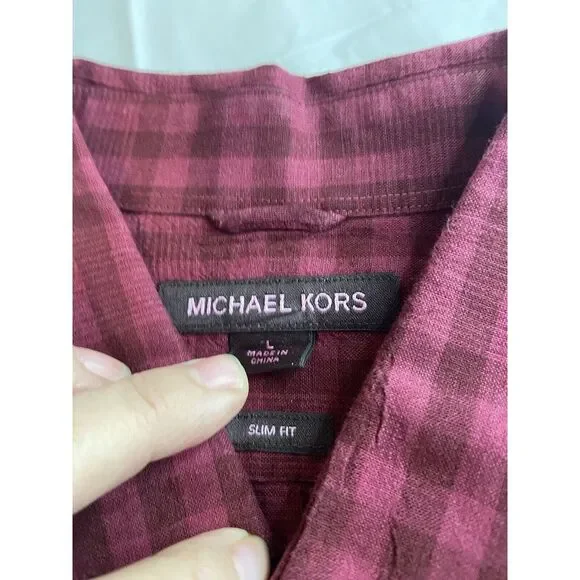 MICHAEL KORS
L
MADE IN
CHINA
SLIM FIT